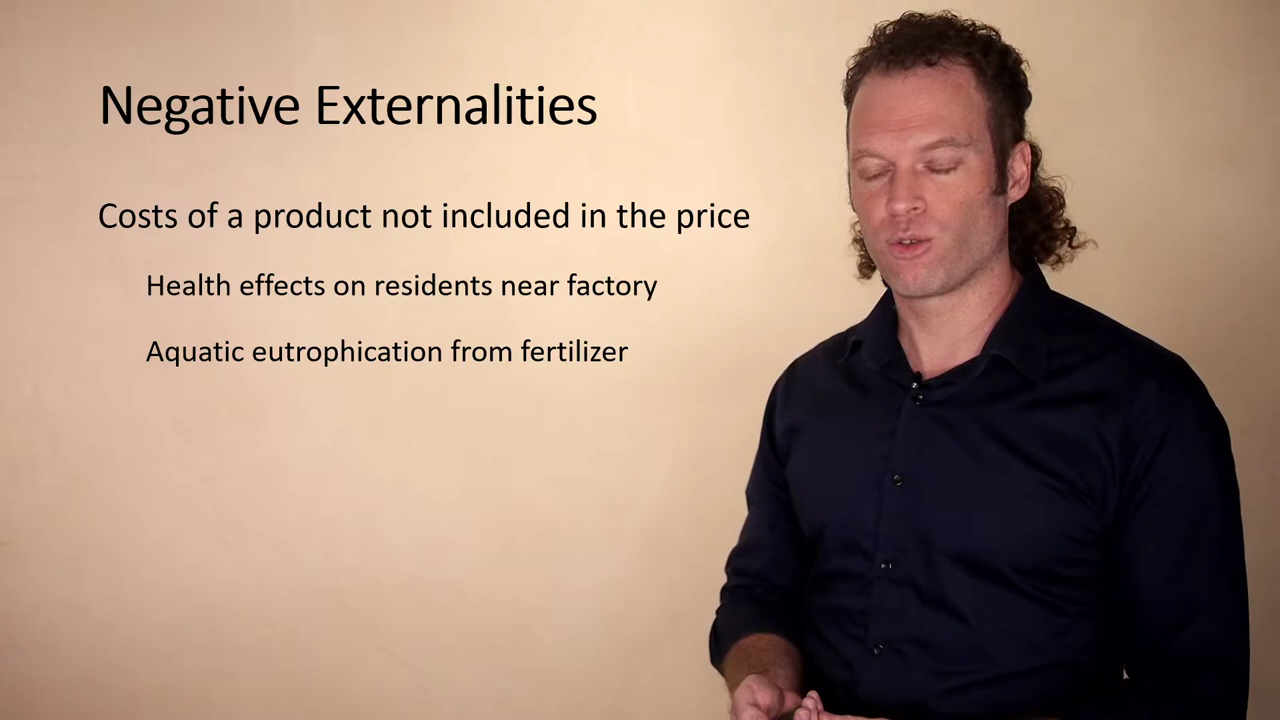 Negative Externalities
Costs of a product not included in the price
Health effects on residents near factory
Aquatic eutrophication from fertilizer